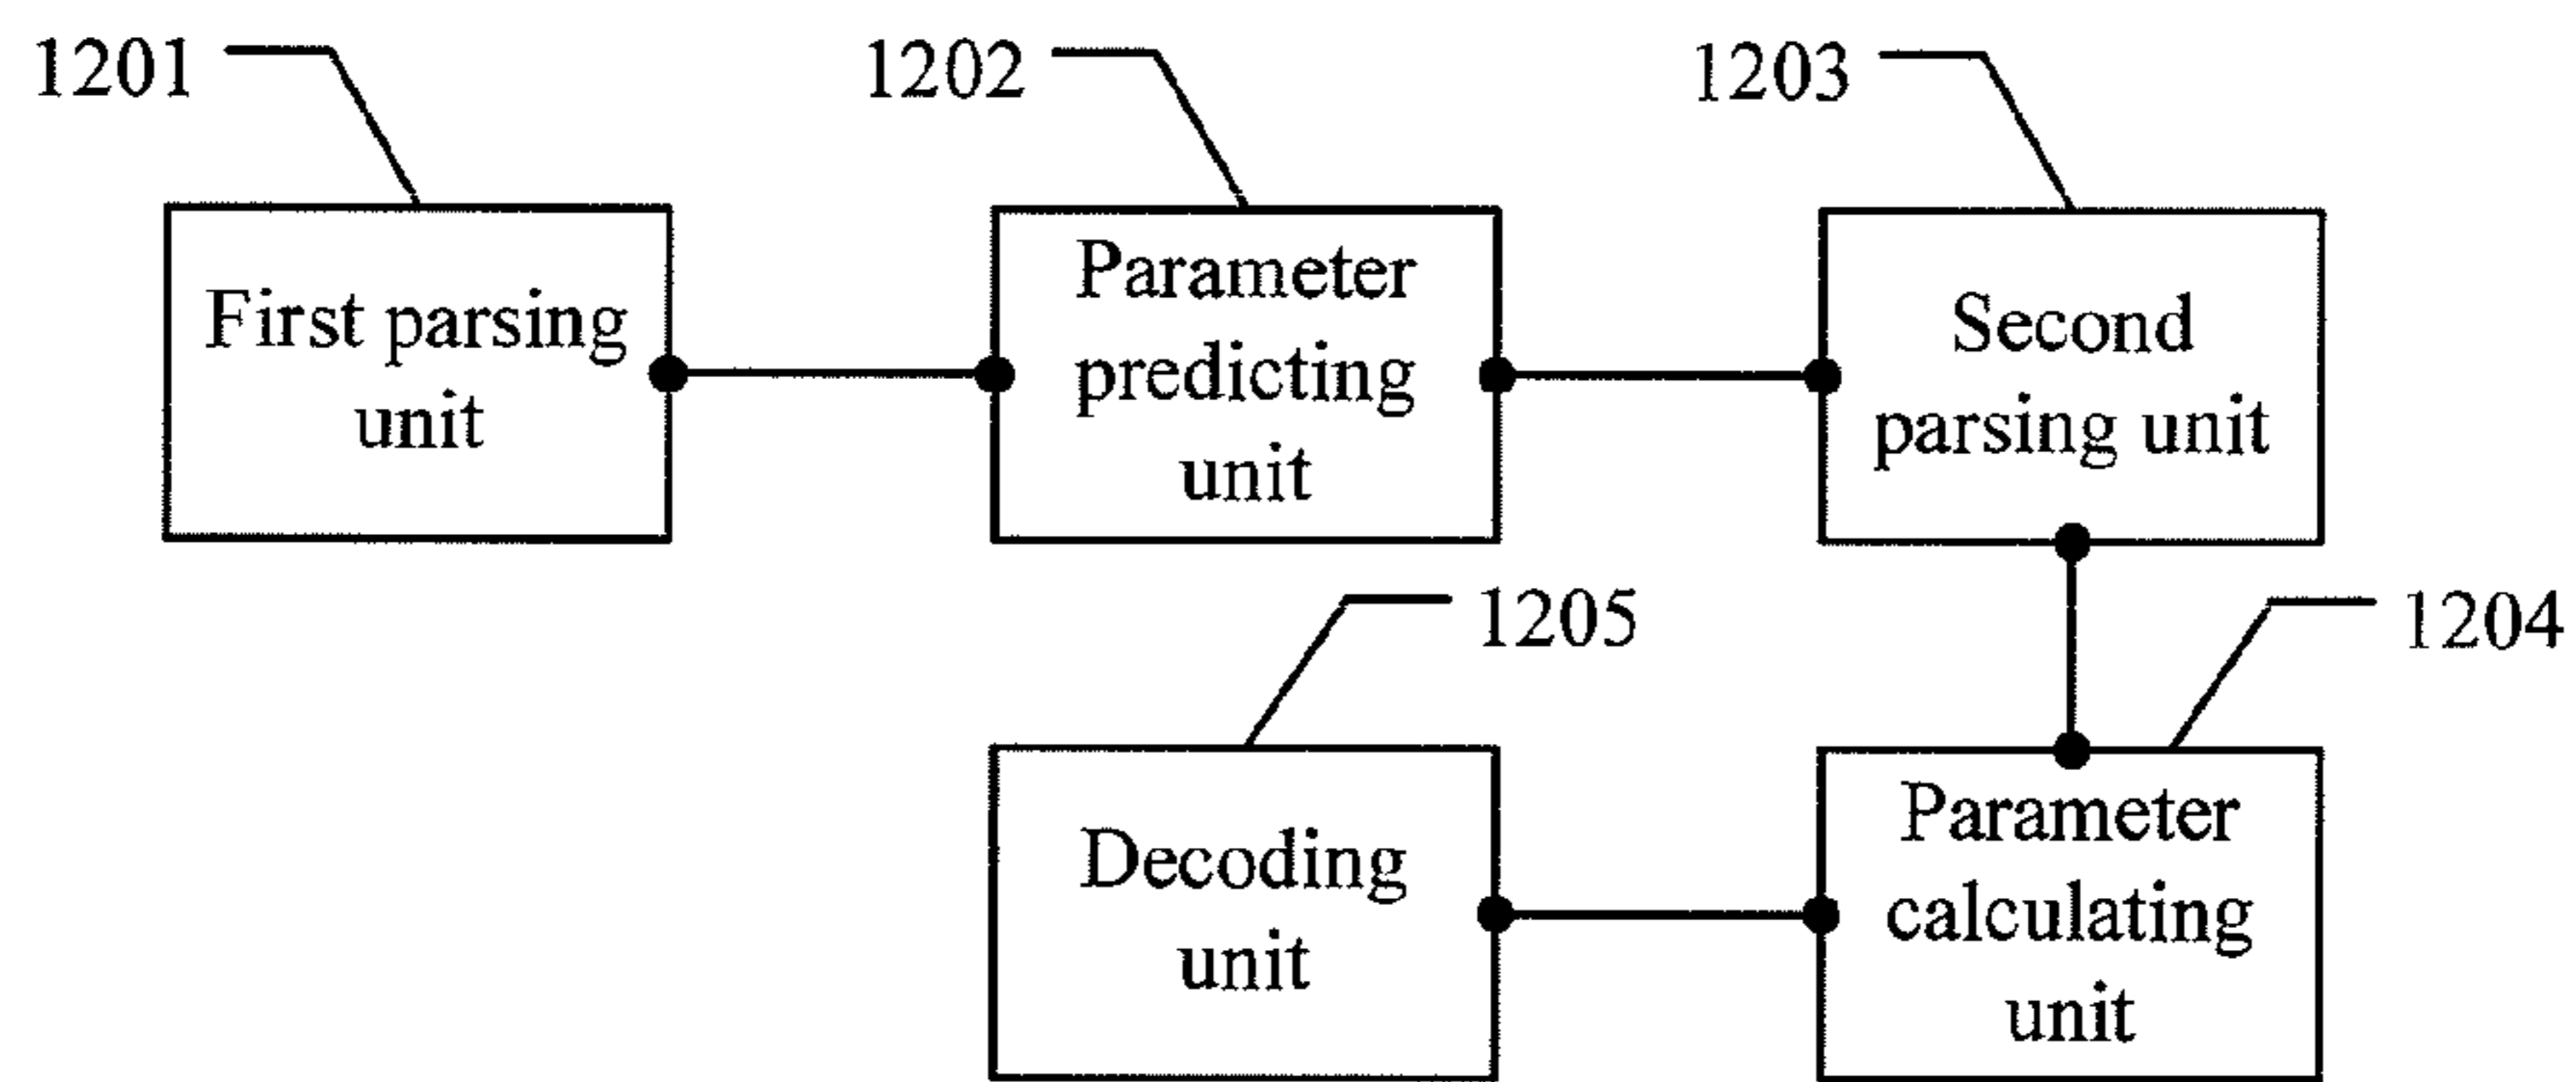 1201
1202
1203
First parsing
unit
Parameter
predicting
unit
Second
parsing unit
1205
1204
Decoding
unit
Parameter
calculating
unit